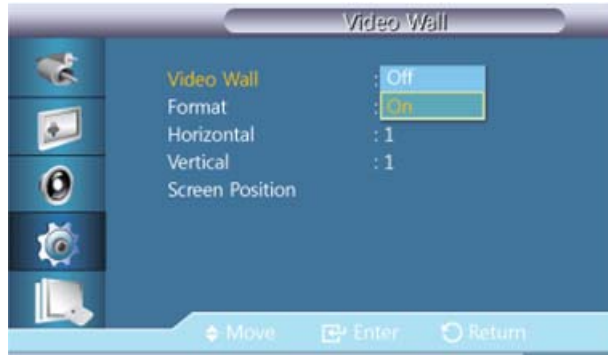 Video Wall
Video Wall : Off
Format : On
Horizontal : 1
Vertical : 1
Screen Position
Move Enter Return